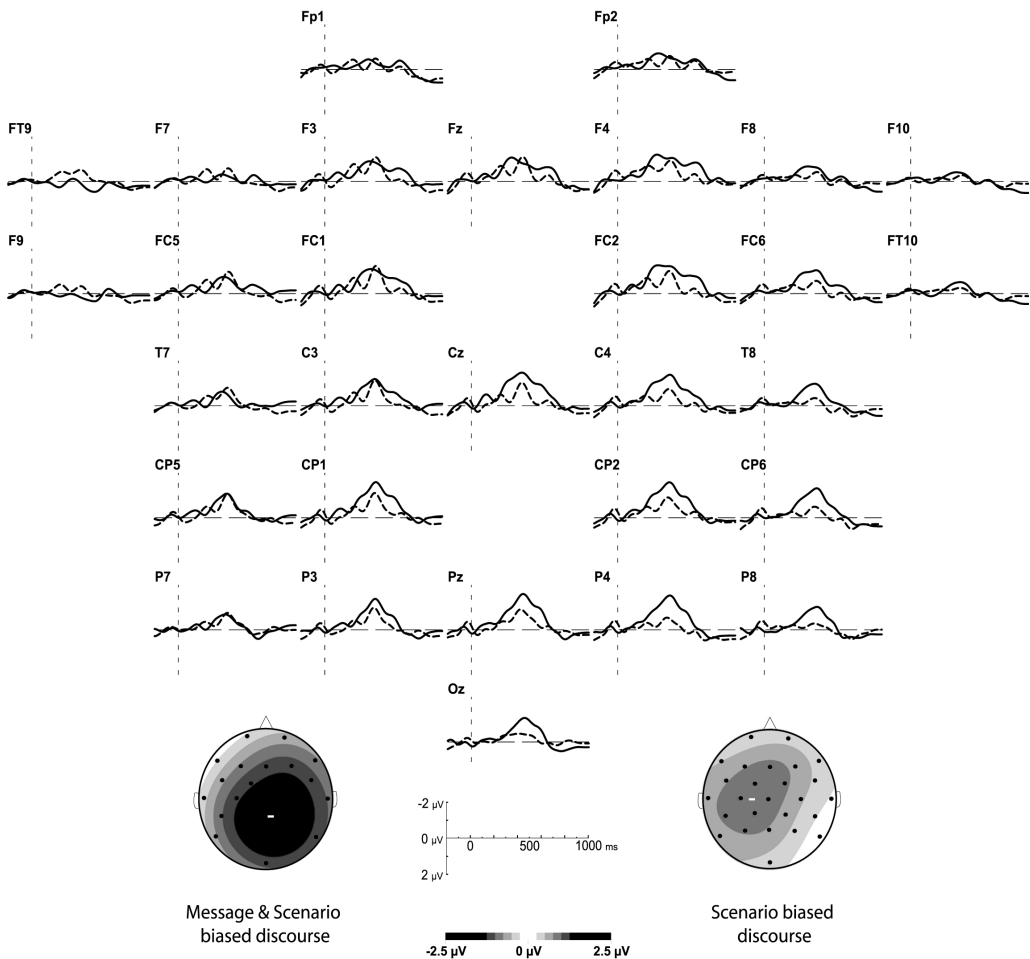 Fp1 Fp2
FT9 F7 F3 Fz F4 F8 F10
F9 FC5 FC1 FC2 FC6 FT10
T7 C3 Cz C4 T8
CP5 CP1 CP2 CP6
P7 P3 Pz P4 P8
Oz
-2 µV
0 µV
2 µV
0 500 1000 ms
Message & Scenario
biased discourse
Scenario biased
discourse
-2.5 µV 0 µV 2.5 µV